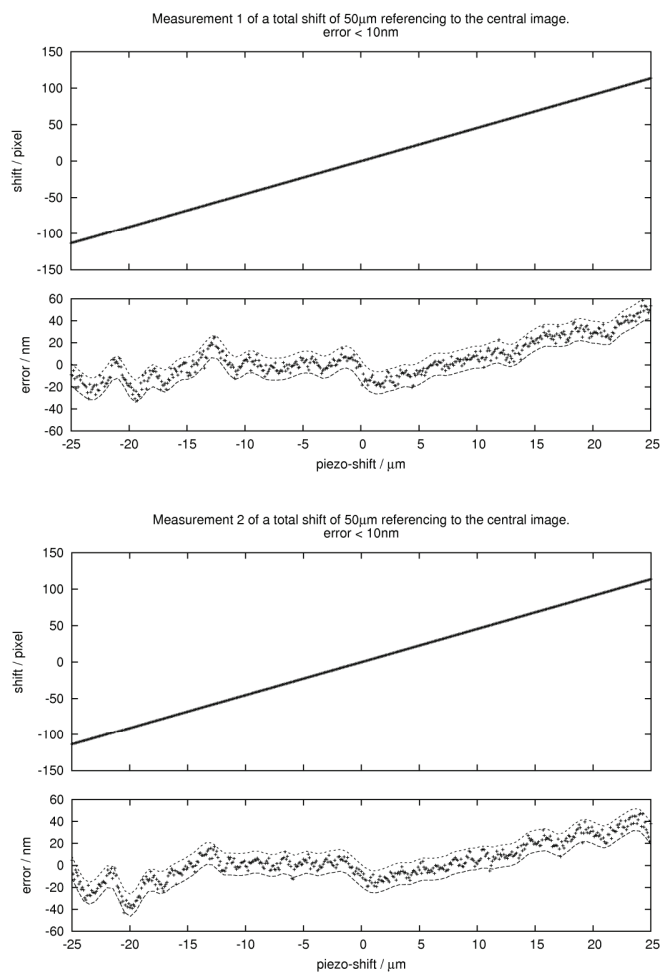 Measurement 1 of a total shift of 50μm referencing to the central image.
error < 10nm
150
100
50
0
-50
-100
-150
shift / pixel
60
40
20
0
-20
-40
-60
error / nm
-25 -20 -15 -10 -5 0 5 10 15 20 25
piezo-shift / μm
Measurement 2 of a total shift of 50μm referencing to the central image.
error < 10nm
150
100
50
0
-50
-100
-150
shift / pixel
60
40
20
0
-20
-40
-60
error / nm
-25 -20 -15 -10 -5 0 5 10 15 20 25
piezo-shift / μm